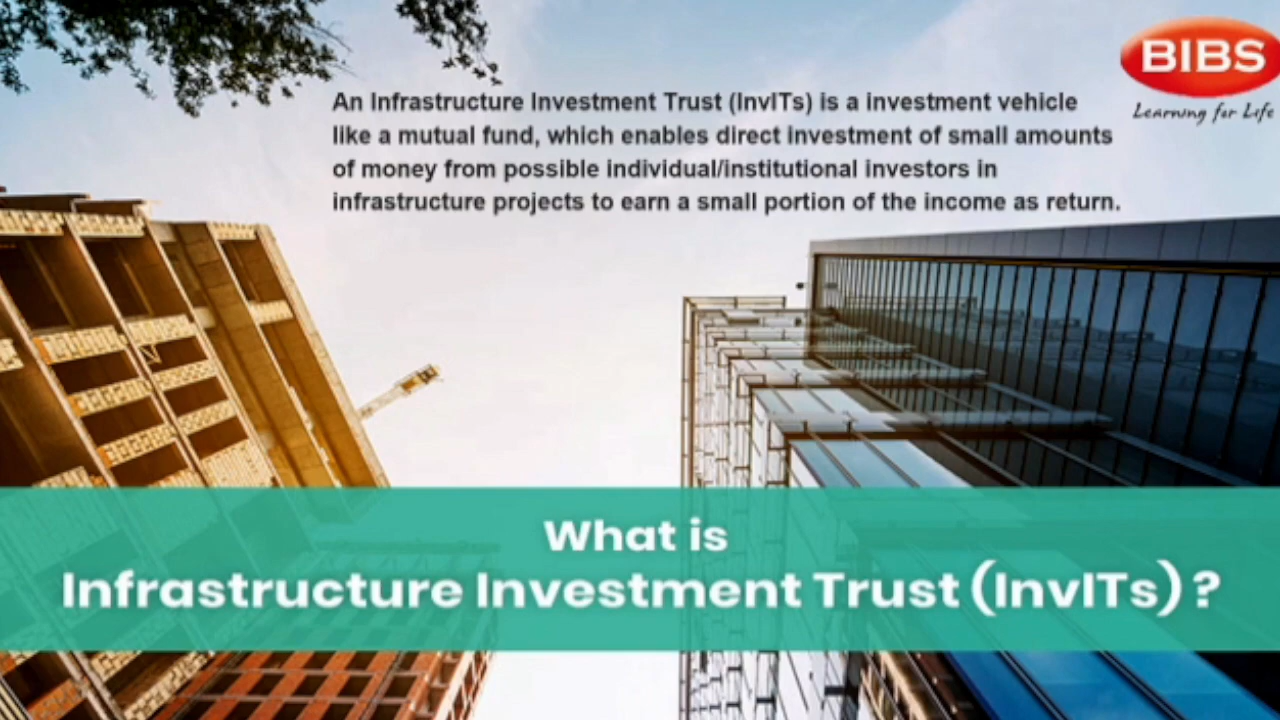 BIBS
Learning for Life
An Infrastructure Investment Trust (InvITs) is a investment vehicle
like a mutual fund, which enables direct investment of small amounts
of money from possible individual/institutional investors in
infrastructure projects to earn a small portion of the income as return.
What is
Infrastructure Investment Trust (InvITs) ?